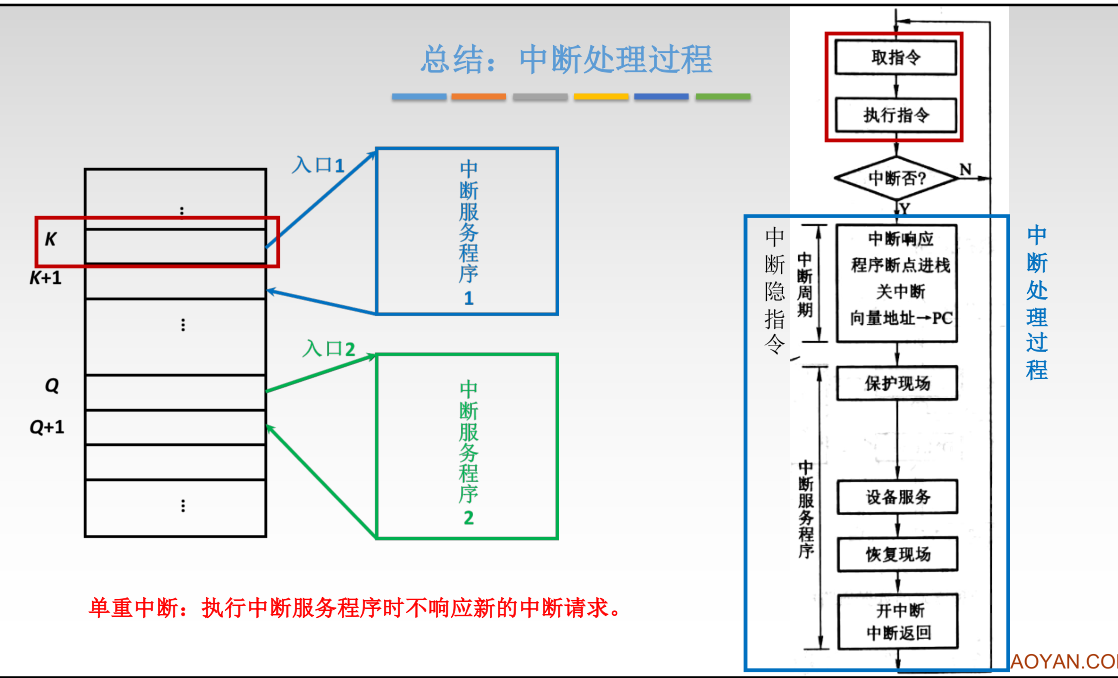 总结：中断处理过程
入口1
中断服务程序1
⋮
K
K+1
⋮
入口2
中断服务程序2
Q
Q+1
⋮
单重中断：执行中断服务程序时不响应新的中断请求。
取指令
执行指令
中断否?
N
Y
中断隐指令、
中断周期
中断响应
程序断点进栈
关中断
向量地址→PC
中断处理过程
保护现场
中断服务程序
设备服务
恢复现场
开中断
中断返回
AOYAN.CO